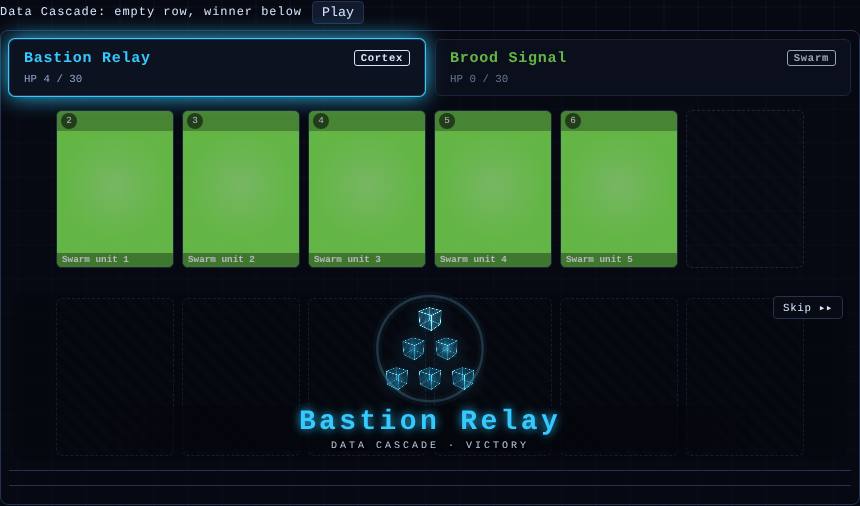 Data Cascade: empty row, winner below Play
Bastion Relay Cortex
HP 4 / 30
Brood Signal Swarm
HP 0 / 30
2 3 4 5 6
Swarm unit 1 Swarm unit 2 Swarm unit 3 Swarm unit 4 Swarm unit 5
Skip ▸▸
Bastion Relay
DATA CASCADE · VICTORY